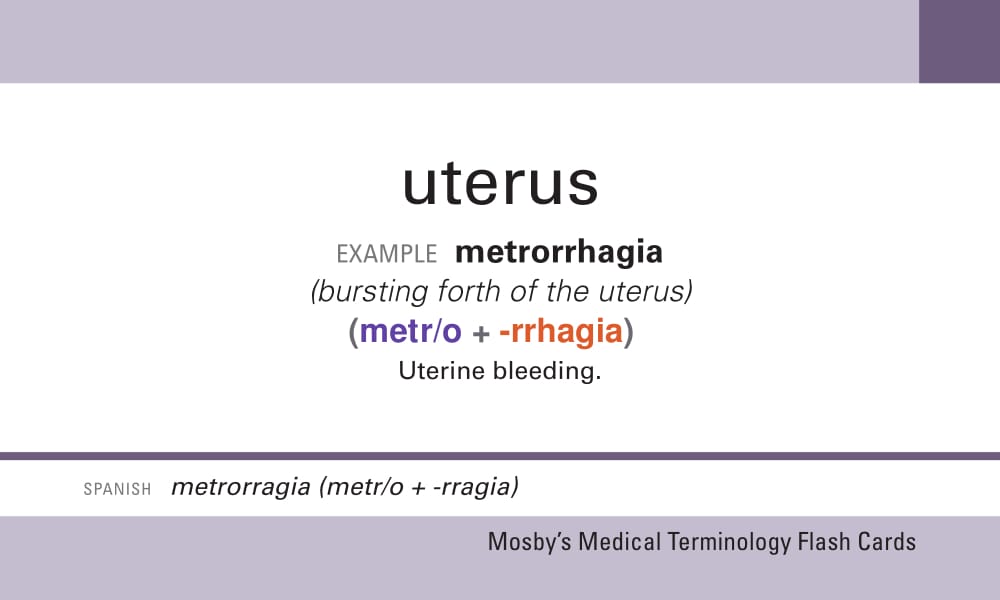 uterus
EXAMPLE metrorrhagia
(bursting forth of the uterus)
(metr/o + -rrhagia)
Uterine bleeding.
SPANISH metrorragia (metr/o + -rragia)
Mosby’s Medical Terminology Flash Cards